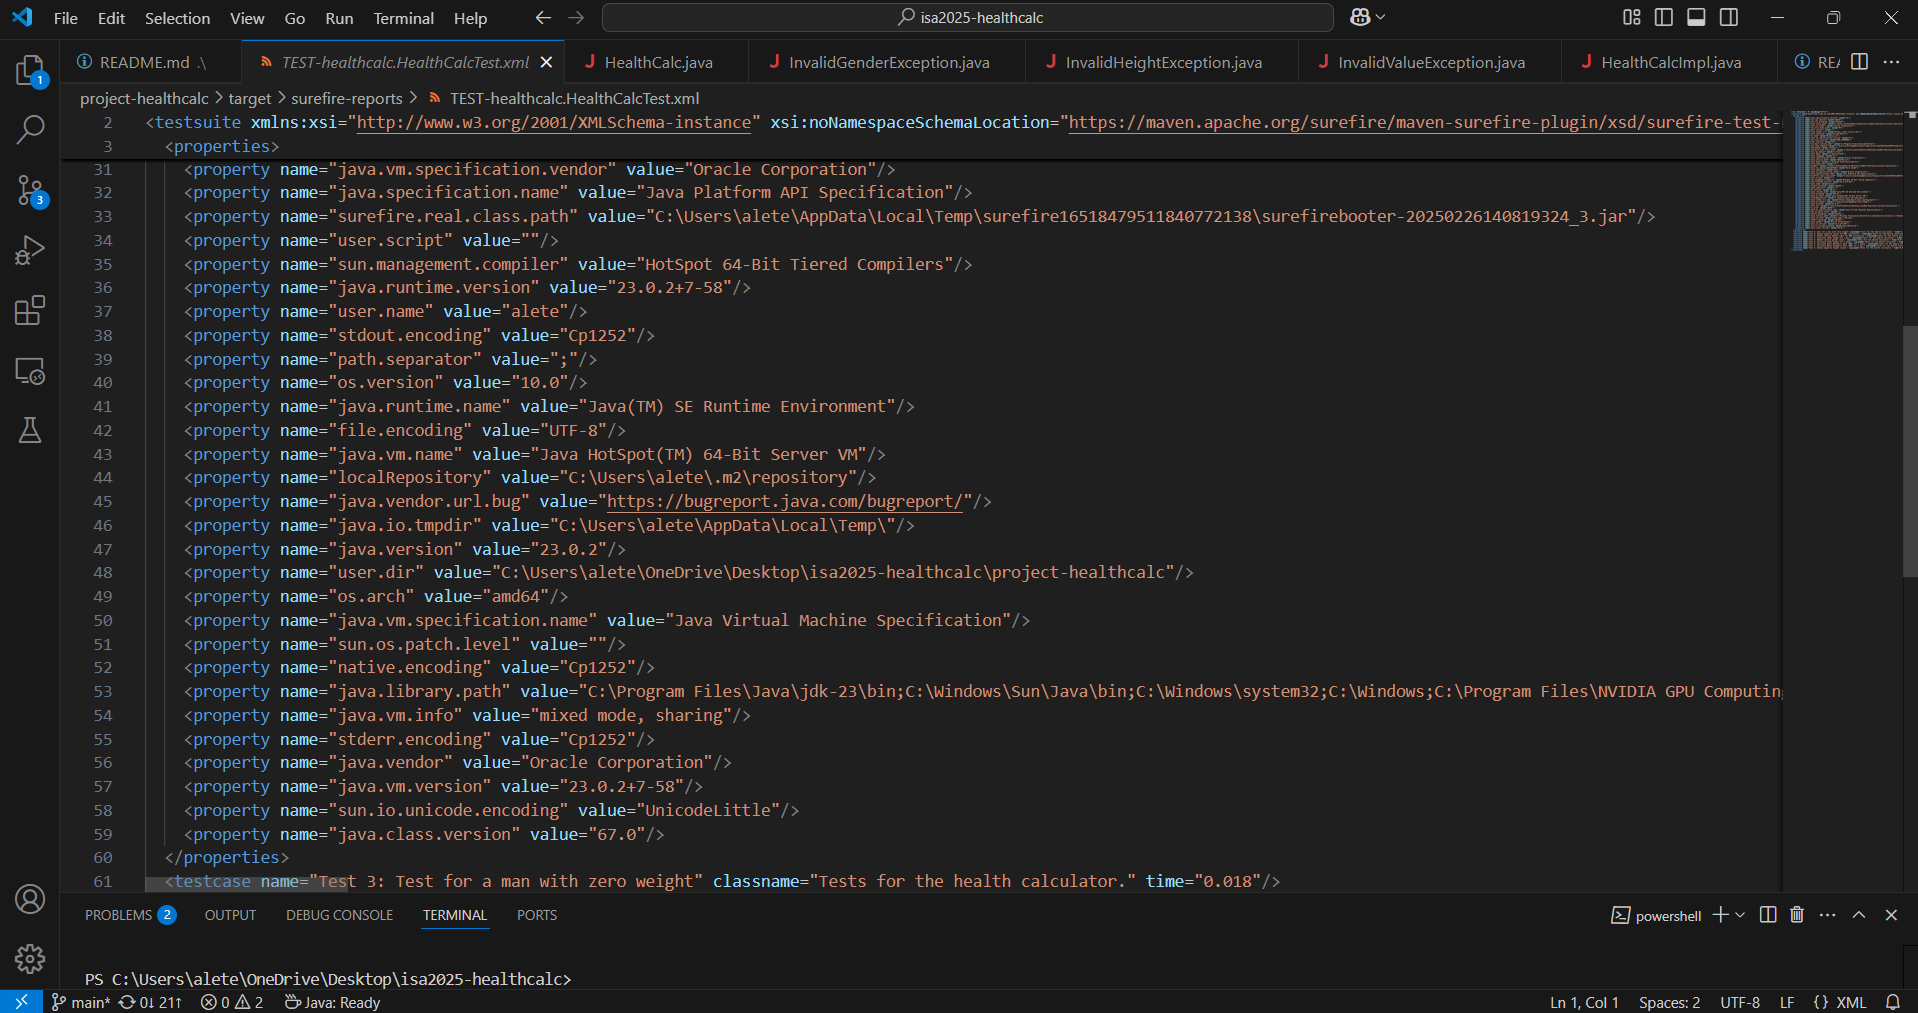 File Edit Selection View Go Run Terminal Help
isa2025-healthcalc
README.md .\
TEST-healthcalc.HealthCalcTest.xml
HealthCalc.java
InvalidGenderException.java
InvalidHeightException.java
InvalidValueException.java
HealthCalcImpl.java
REA
project-healthcalc > target > surefire-reports > TEST-healthcalc.HealthCalcTest.xml
2 <testsuite xmlns:xsi="http://www.w3.org/2001/XMLSchema-instance" xsi:noNamespaceSchemaLocation="https://maven.apache.org/surefire/maven-surefire-plugin/xsd/surefire-test-
3 <properties>
31 <property name="java.vm.specification.vendor" value="Oracle Corporation"/>
32 <property name="java.specification.name" value="Java Platform API Specification"/>
33 <property name="surefire.real.class.path" value="C:\Users\alete\AppData\Local\Temp\surefire16518479511840772138\surefirebooter-20250226140819324_3.jar"/>
34 <property name="user.script" value=""/>
35 <property name="sun.management.compiler" value="HotSpot 64-Bit Tiered Compilers"/>
36 <property name="java.runtime.version" value="23.0.2+7-58"/>
37 <property name="user.name" value="alete"/>
38 <property name="stdout.encoding" value="Cp1252"/>
39 <property name="path.separator" value=";"/>
40 <property name="os.version" value="10.0"/>
41 <property name="java.runtime.name" value="Java(TM) SE Runtime Environment"/>
42 <property name="file.encoding" value="UTF-8"/>
43 <property name="java.vm.name" value="Java HotSpot(TM) 64-Bit Server VM"/>
44 <property name="localRepository" value="C:\Users\alete\.m2\repository"/>
45 <property name="java.vendor.url.bug" value="https://bugreport.java.com/bugreport/"/>
46 <property name="java.io.tmpdir" value="C:\Users\alete\AppData\Local\Temp\"/>
47 <property name="java.version" value="23.0.2"/>
48 <property name="user.dir" value="C:\Users\alete\OneDrive\Desktop\isa2025-healthcalc\project-healthcalc"/>
49 <property name="os.arch" value="amd64"/>
50 <property name="java.vm.specification.name" value="Java Virtual Machine Specification"/>
51 <property name="sun.os.patch.level" value=""/>
52 <property name="native.encoding" value="Cp1252"/>
53 <property name="java.library.path" value="C:\Program Files\Java\jdk-23\bin;C:\Windows\Sun\Java\bin;C:\Windows\system32;C:\Windows;C:\Program Files\NVIDIA GPU Computin
54 <property name="java.vm.info" value="mixed mode, sharing"/>
55 <property name="stderr.encoding" value="Cp1252"/>
56 <property name="java.vendor" value="Oracle Corporation"/>
57 <property name="java.vm.version" value="23.0.2+7-58"/>
58 <property name="sun.io.unicode.encoding" value="UnicodeLittle"/>
59 <property name="java.class.version" value="67.0"/>
60 </properties>
61 <testcase name="Test 3: Test for a man with zero weight" classname="Tests for the health calculator." time="0.018"/>
1
3
PROBLEMS 2 OUTPUT DEBUG CONSOLE TERMINAL PORTS
powershell
PS C:\Users\alete\OneDrive\Desktop\isa2025-healthcalc>
main* 0↓ 21↑ 0 2 Java: Ready
Ln 1, Col 1 Spaces: 2 UTF-8 LF {} XML